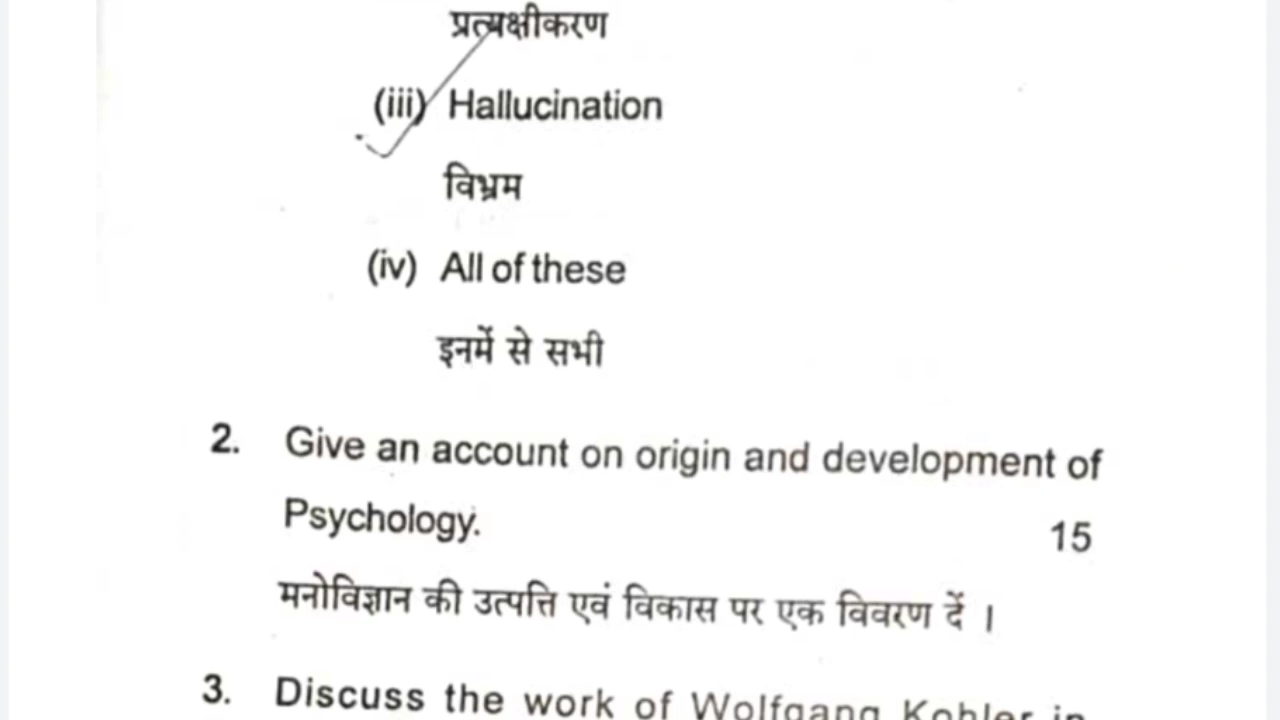 प्रत्यक्षीकरण
(iii) Hallucination
विभ्रम
(iv) All of these
इनमें से सभी
2. Give an account on origin and development of
Psychology. 15
मनोविज्ञान की उत्पत्ति एवं विकास पर एक विवरण दें ।
3. Discuss the work of Wolfgang Kohler in